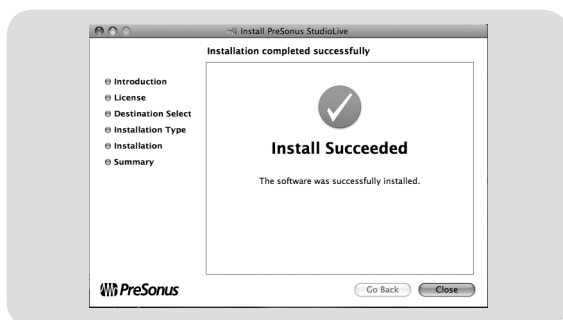 Install PreSonus StudioLive
Installation completed successfully
Introduction
License
Destination Select
Installation Type
Installation
Summary
Install Succeeded
The software was successfully installed.
PreSonus
Go Back
Close